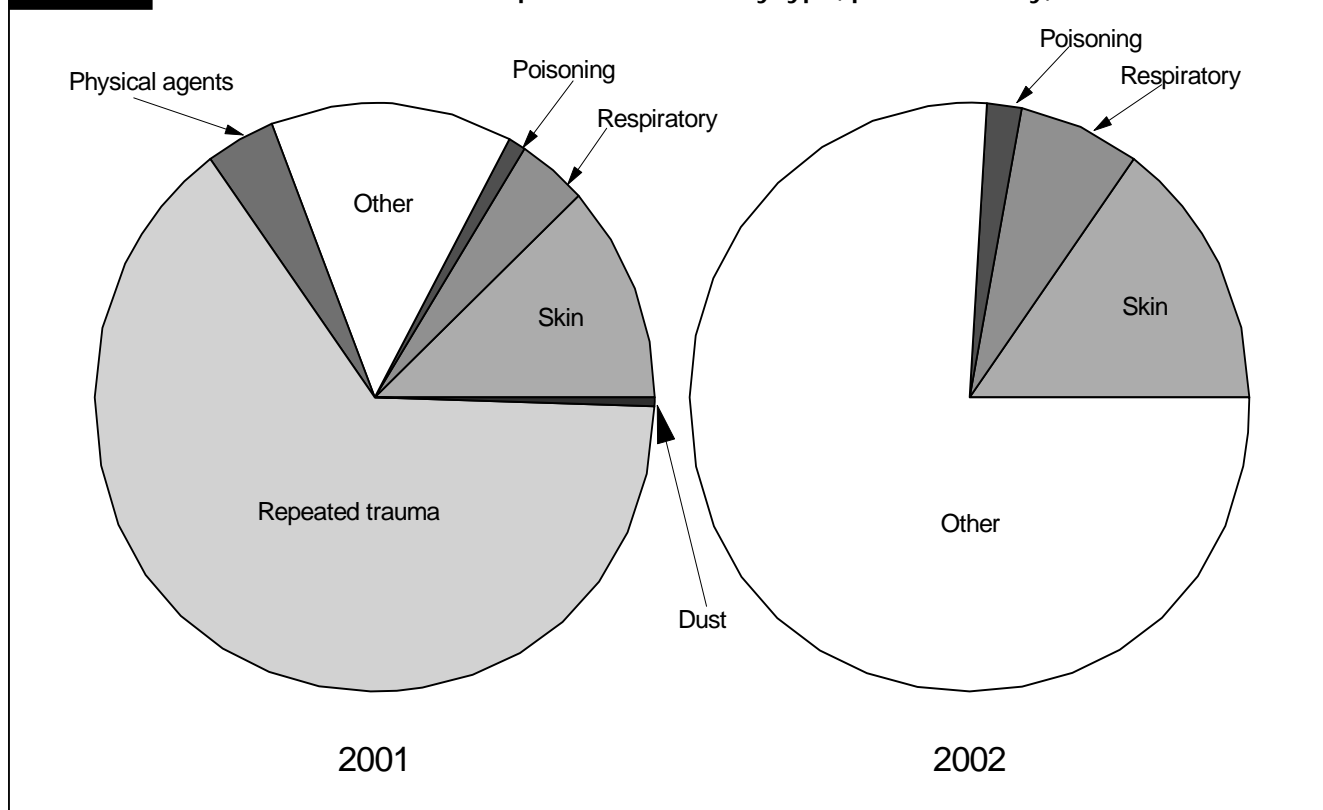 Physical agents
Poisoning
Respiratory
Other
Skin
Repeated trauma
Dust
2001
Poisoning
Respiratory
Skin
Other
2002